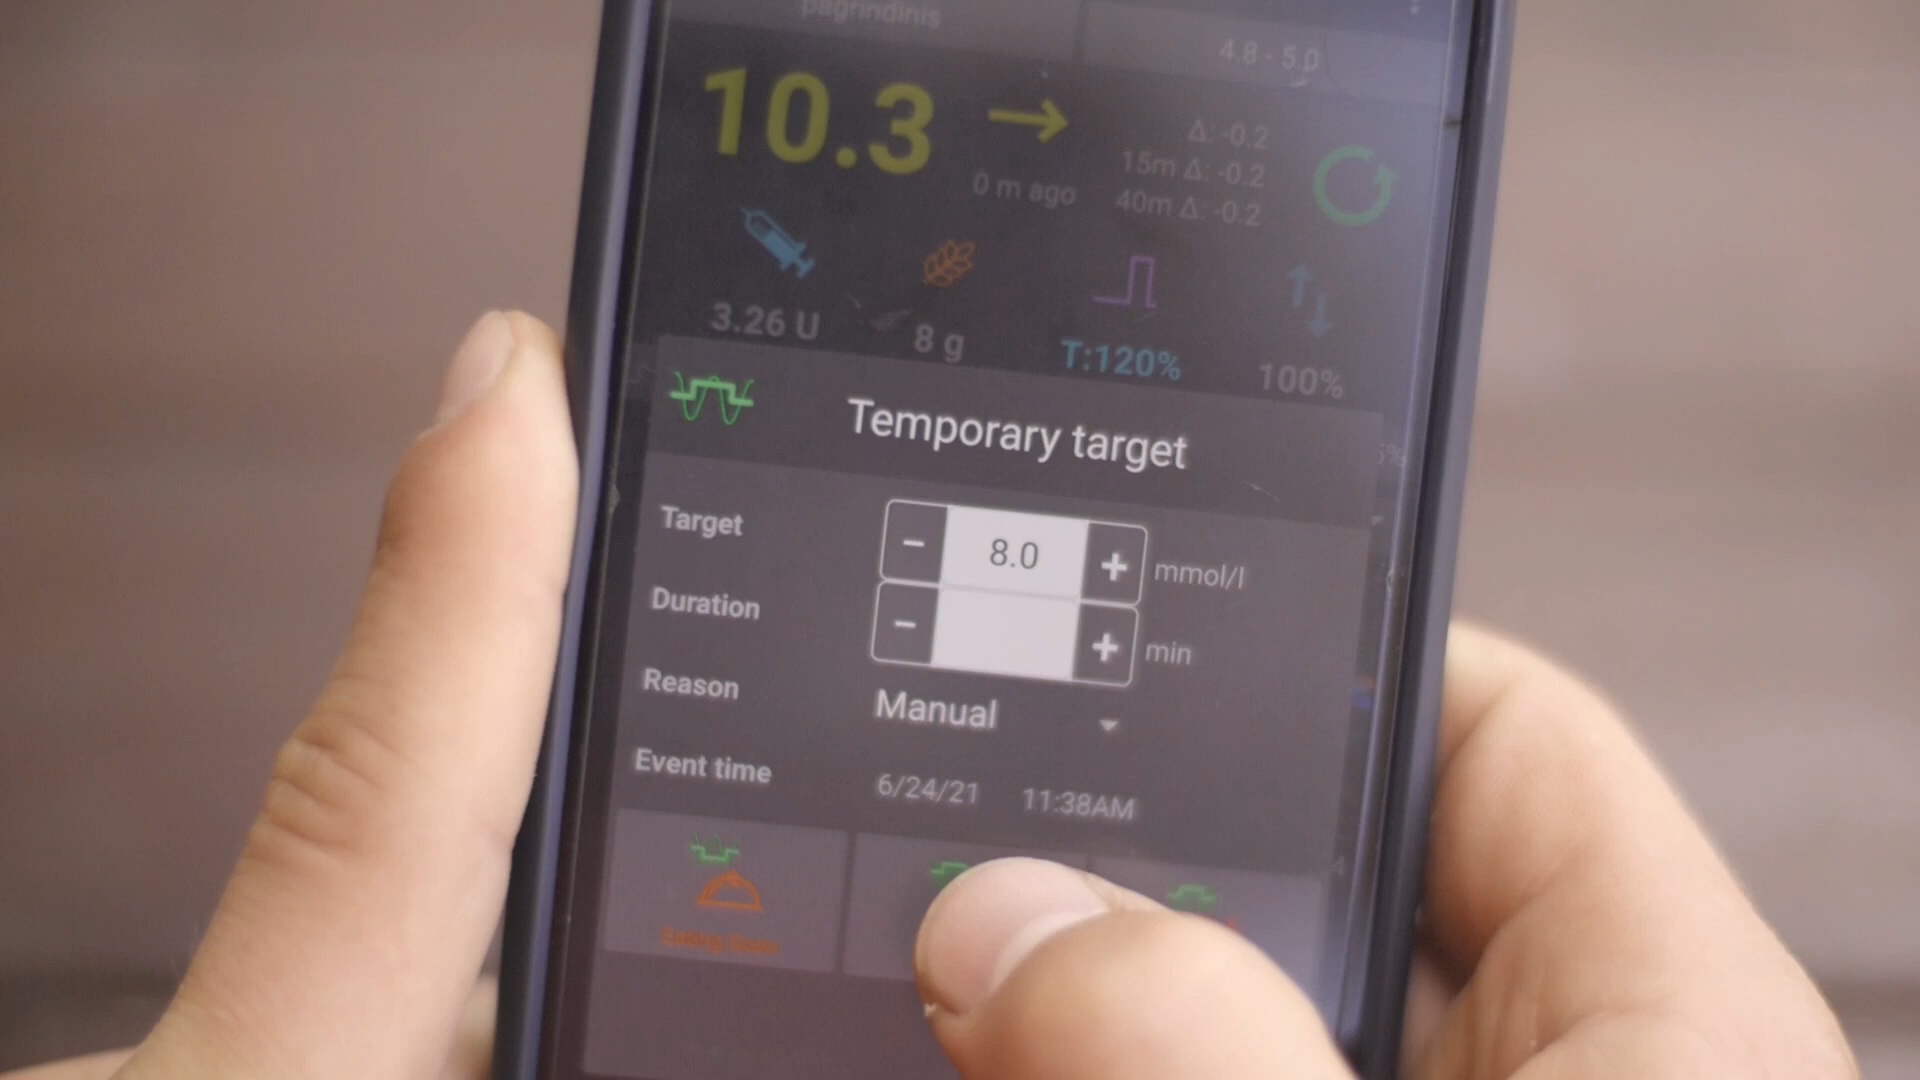 pagrindinis
4.8 - 5.0
10.3
→
Δ: -0.2
15m Δ: -0.2
40m Δ: -0.2
0 m ago
3.26 U
8 g
T:120%
100%
Temporary target
Target
− 8.0 + mmol/l
Duration
− + min
Reason
Manual
Event time
6/24/21 11:38AM
Eating Soon